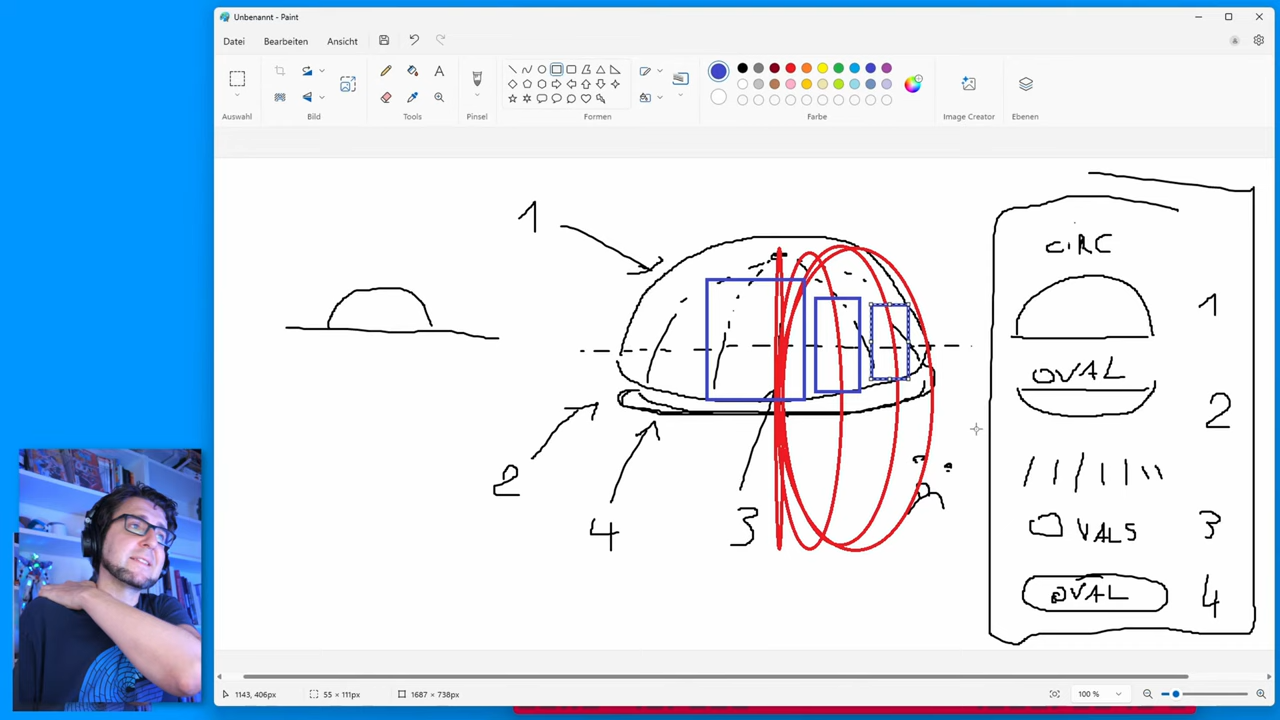 Unbenannt - Paint
Datei Bearbeiten Ansicht
Auswahl Bild Tools Pinsel Formen Farbe Image Creator Ebenen
1
CIRC
1
OVAL
2
2
4
3
OVALS 3
OVAL 4
1143, 406px 55 × 111px 1687 × 738px 100 %